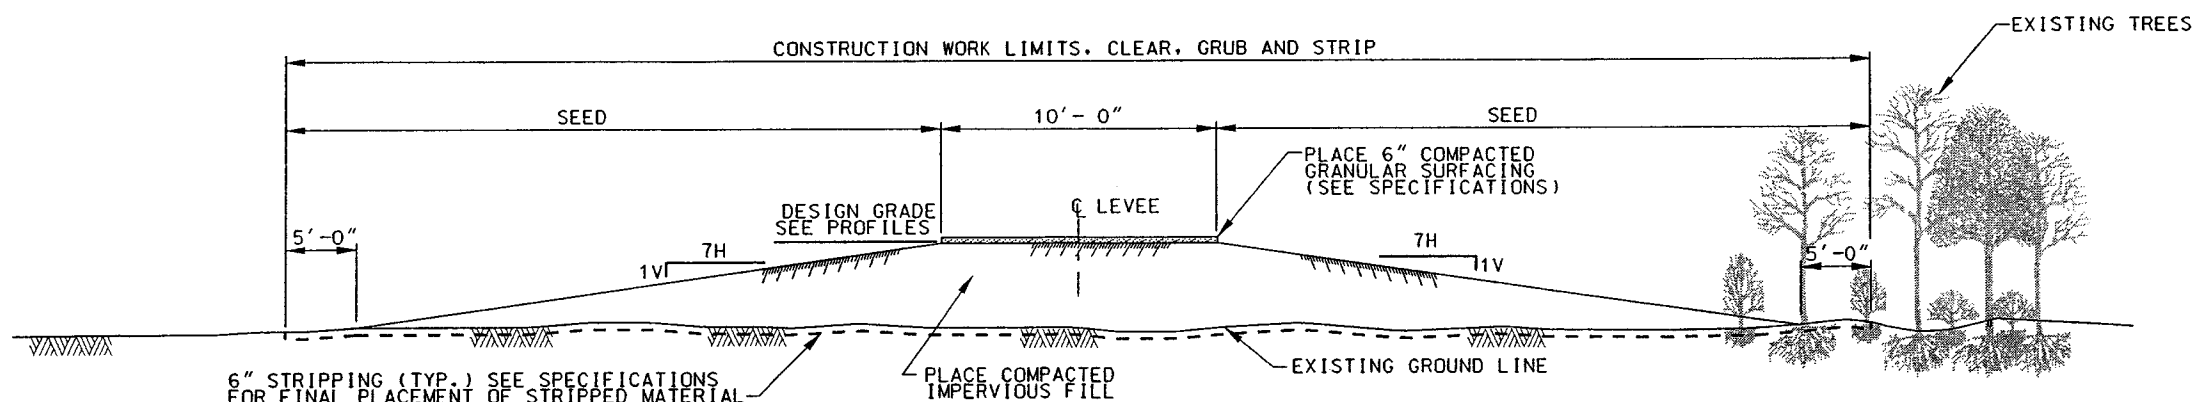 EXISTING TREES
CONSTRUCTION WORK LIMITS, CLEAR, GRUB AND STRIP
SEED
10'- 0"
SEED
PLACE 6" COMPACTED
GRANULAR SURFACING
(SEE SPECIFICATIONS)
DESIGN GRADE
SEE PROFILES
℄ LEVEE
5'-0"
7H
1V
7H
1V
5'-0"
6" STRIPPING (TYP.) SEE SPECIFICATIONS
FOR FINAL PLACEMENT OF STRIPPED MATERIAL
PLACE COMPACTED
IMPERVIOUS FILL
EXISTING GROUND LINE